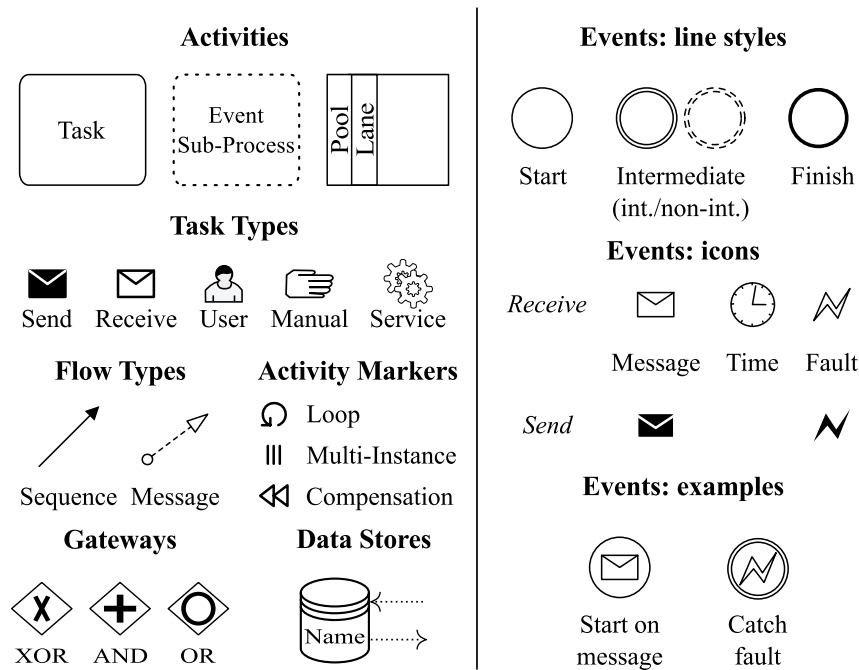 Activities
Task
Event
Sub-Process
Pool
Lane
Task Types
Send Receive User Manual Service
Flow Types
Sequence Message
Activity Markers
Loop
Multi-Instance
Compensation
Gateways
XOR AND OR
Data Stores
Name
Events: line styles
Start Intermediate Finish
(int./non-int.)
Events: icons
Receive
Message Time Fault
Send
Events: examples
Start on
message
Catch
fault